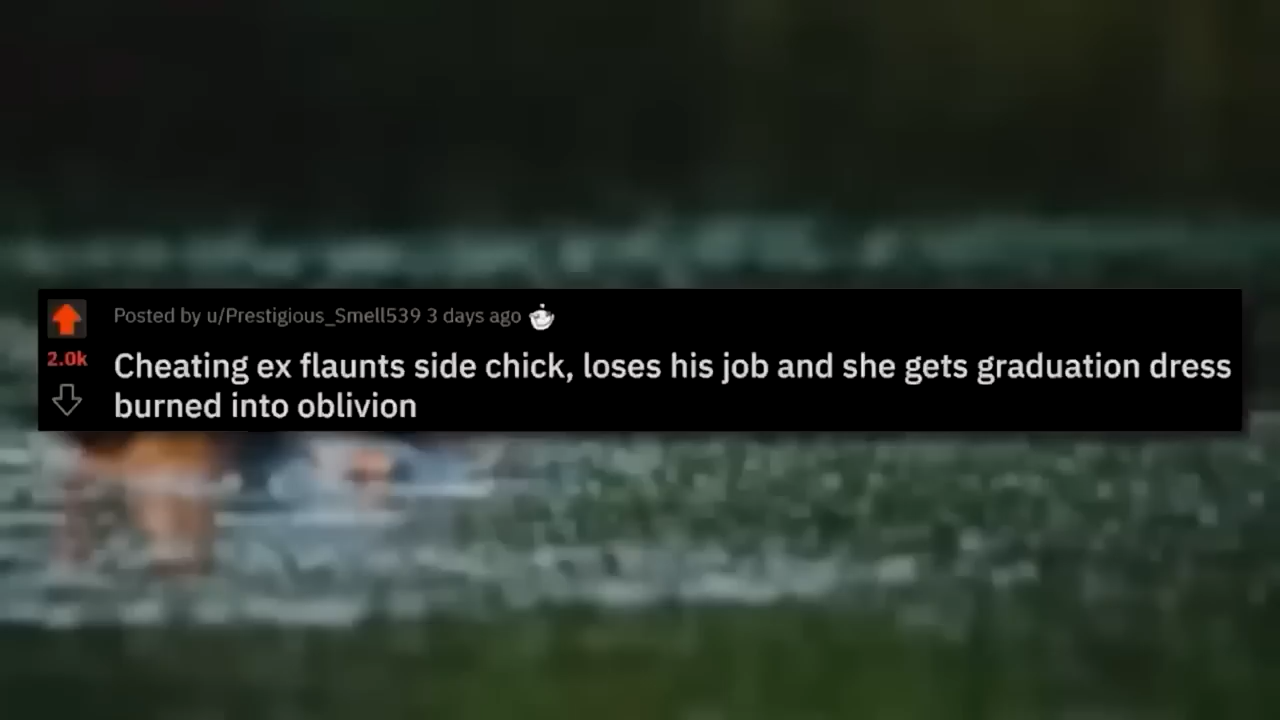 Posted by u/Prestigious_Smell539 3 days ago
2.0k
Cheating ex flaunts side chick, loses his job and she gets graduation dress
burned into oblivion